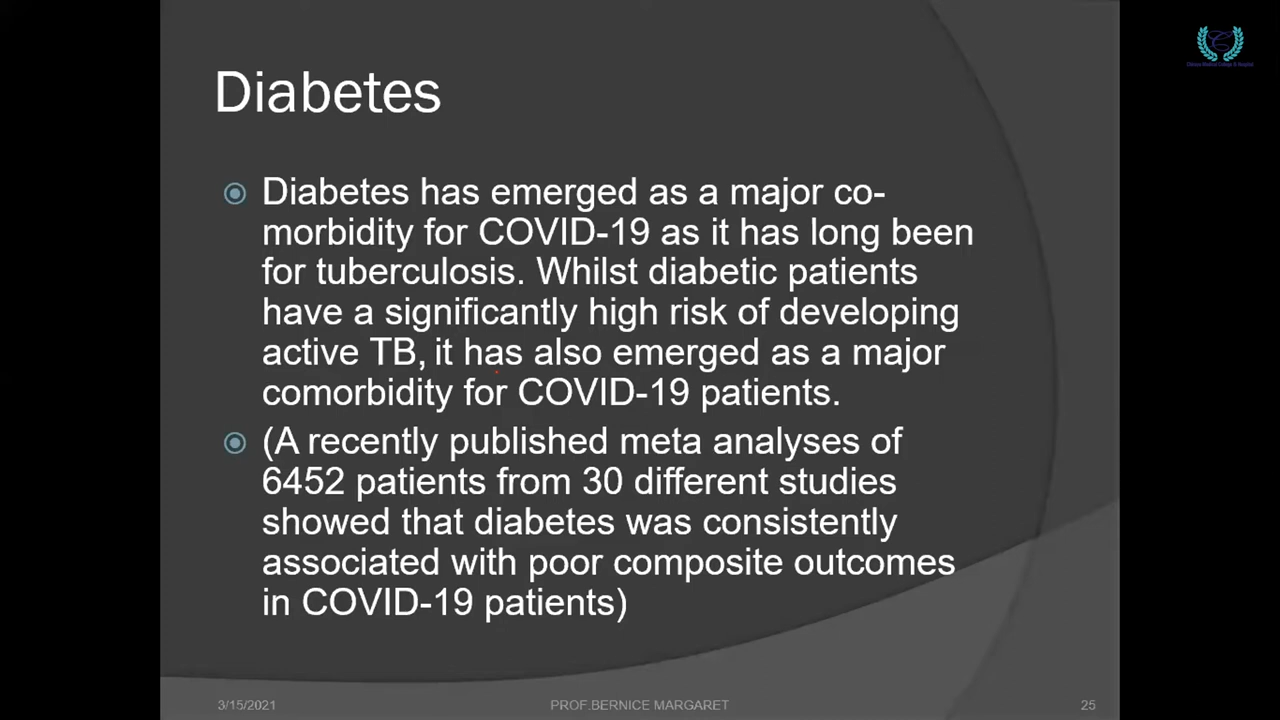 Diabetes
Diabetes has emerged as a major co-
morbidity for COVID-19 as it has long been
for tuberculosis. Whilst diabetic patients
have a significantly high risk of developing
active TB, it has also emerged as a major
comorbidity for COVID-19 patients.
(A recently published meta analyses of
6452 patients from 30 different studies
showed that diabetes was consistently
associated with poor composite outcomes
in COVID-19 patients)
3/15/2021
PROF.BERNICE MARGARET
25